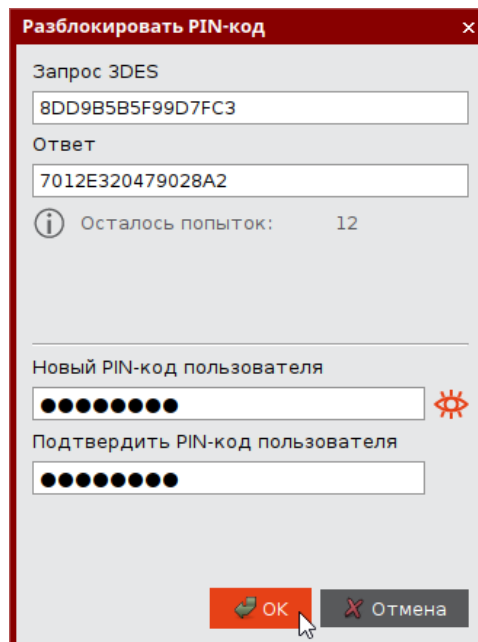 Разблокировать PIN-код
Запрос 3DES
8DD9B5B5F99D7FC3
Ответ
7012E320479028A2
Осталось попыток: 12
Новый PIN-код пользователя
●●●●●●●●
Подтвердить PIN-код пользователя
●●●●●●●●
OK Отмена